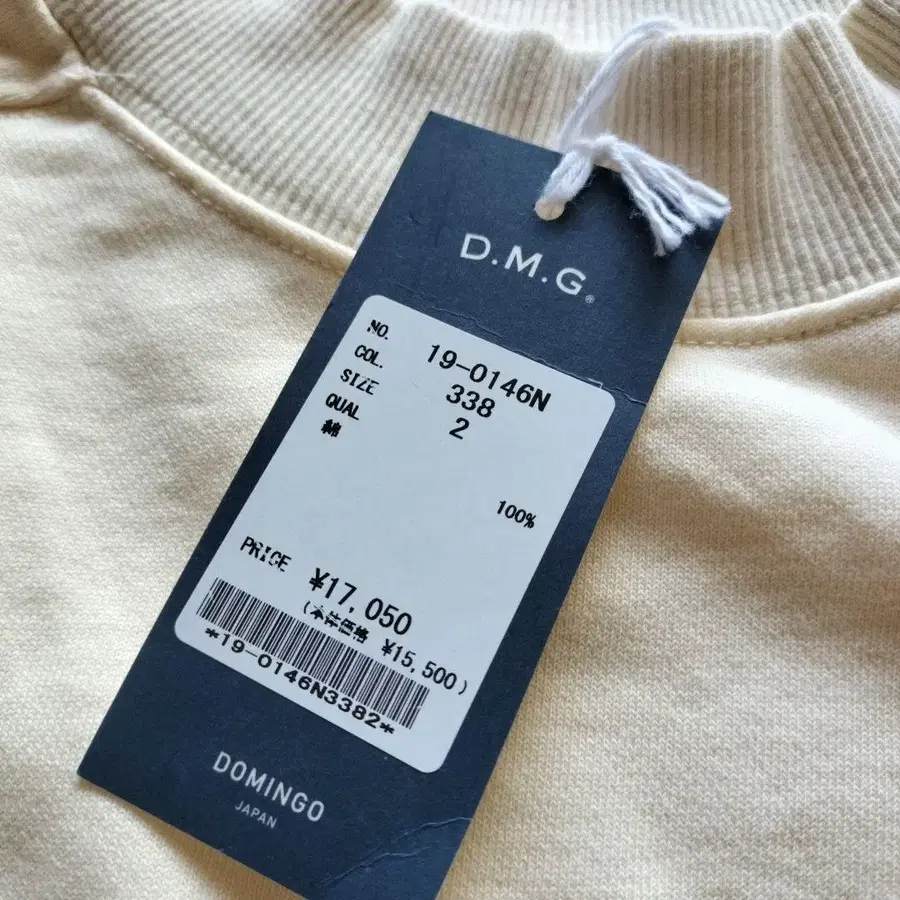 D.M.G®
NO. 19-0146N
COL. 338
SIZE 2
QUAL
綿 100%
PRICE ¥17,050
(本体価格 ¥15,500)
*19-0146N3382*
DOMINGO
JAPAN